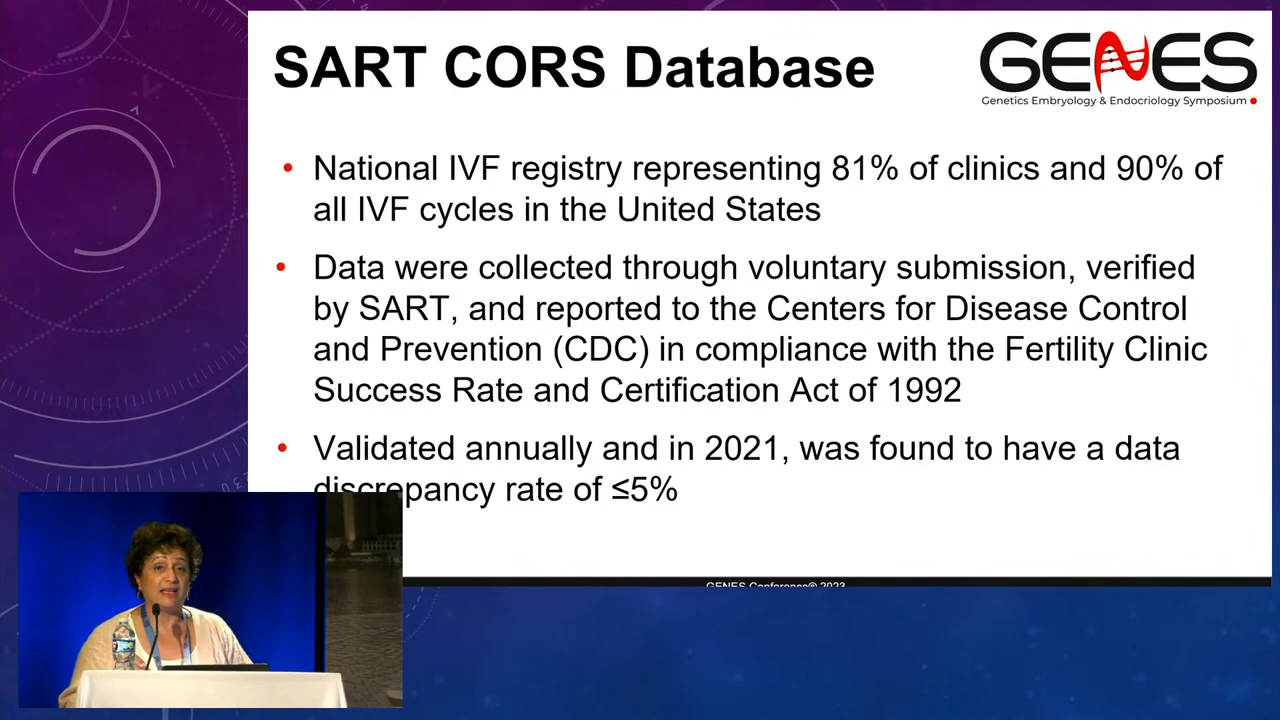 SART CORS Database
GENES
Genetics Embryology & Endocriology Symposium
• National IVF registry representing 81% of clinics and 90% of
all IVF cycles in the United States
• Data were collected through voluntary submission, verified
by SART, and reported to the Centers for Disease Control
and Prevention (CDC) in compliance with the Fertility Clinic
Success Rate and Certification Act of 1992
• Validated annually and in 2021, was found to have a data
discrepancy rate of ≤5%
GENES Conference® 2023